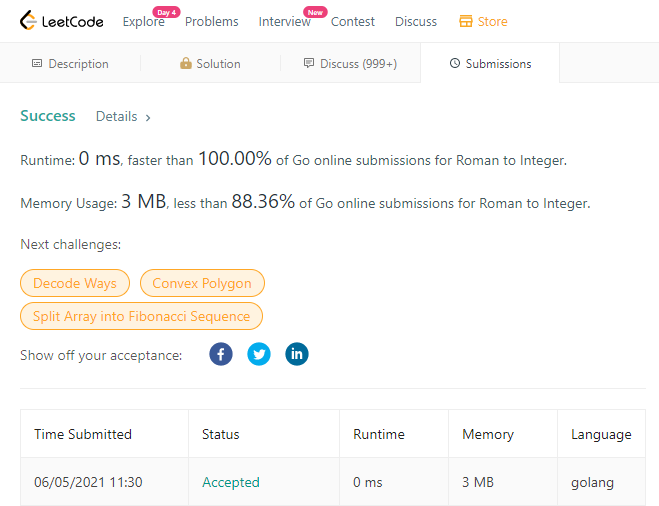 LeetCode Explore Day 4 Problems Interview New Contest Discuss Store
Description Solution Discuss (999+) Submissions
Success Details >
Runtime: 0 ms, faster than 100.00% of Go online submissions for Roman to Integer.
Memory Usage: 3 MB, less than 88.36% of Go online submissions for Roman to Integer.
Next challenges:
Decode Ways Convex Polygon
Split Array into Fibonacci Sequence
Show off your acceptance:
Time Submitted Status Runtime Memory Language
06/05/2021 11:30 Accepted 0 ms 3 MB golang